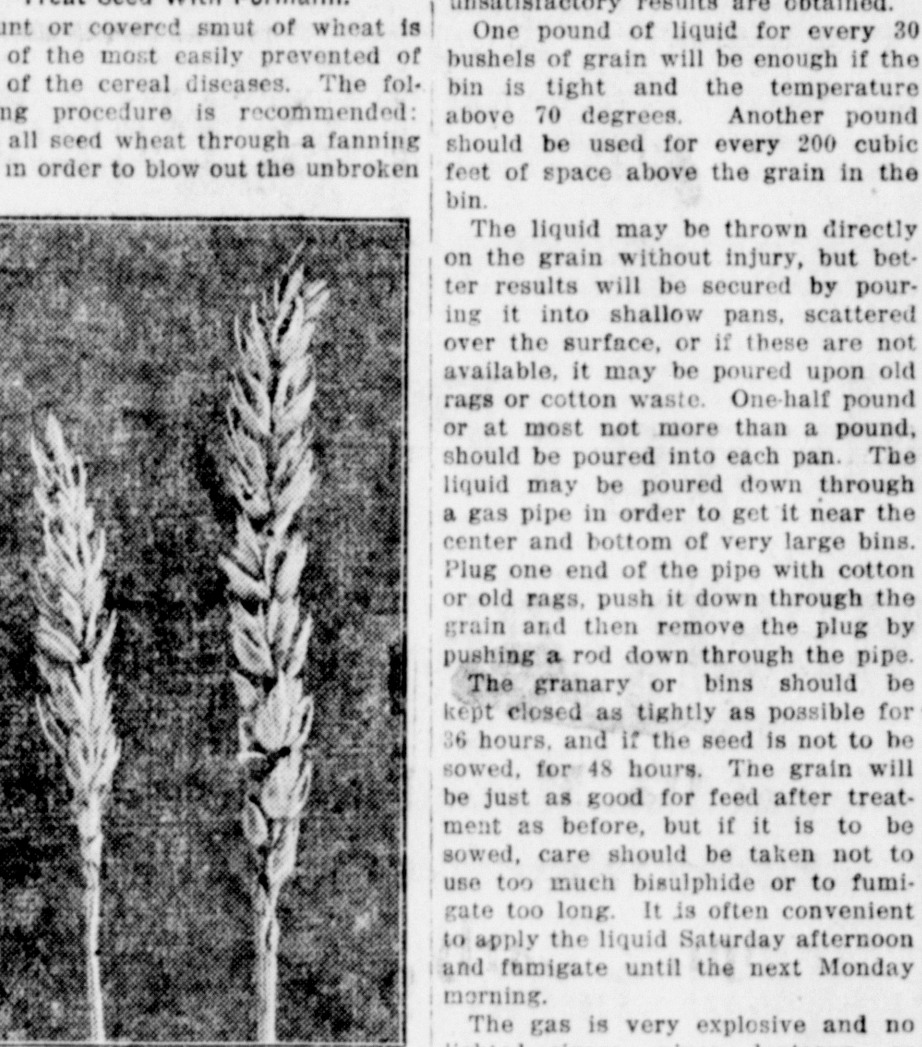 Treat Seed With Formalin.
unt or covered smut of wheat is
of the most easily prevented of
of the cereal diseases. The fol-
ng procedure is recommended:
all seed wheat through a fanning
in order to blow out the unbroken
unsatisfactory results are obtained.
One pound of liquid for every 30
bushels of grain will be enough if the
bin is tight and the temperature
above 70 degrees. Another pound
should be used for every 200 cubic
feet of space above the grain in the
bin.
The liquid may be thrown directly
on the grain without injury, but bet-
ter results will be secured by pour-
ing it into shallow pans, scattered
over the surface, or if these are not
available, it may be poured upon old
rags or cotton waste. One-half pound
or at most not more than a pound,
should be poured into each pan. The
liquid may be poured down through
a gas pipe in order to get it near the
center and bottom of very large bins.
Plug one end of the pipe with cotton
or old rags, push it down through the
grain and then remove the plug by
pushing a rod down through the pipe.
The granary or bins should be
kept closed as tightly as possible for
36 hours, and if the seed is not to be
sowed, for 48 hours. The grain will
be just as good for feed after treat-
ment as before, but if it is to be
sowed, care should be taken not to
use too much bisulphide or to fumi-
gate too long. It is often convenient
to apply the liquid Saturday afternoon
and fumigate until the next Monday
morning.
The gas is very explosive and no